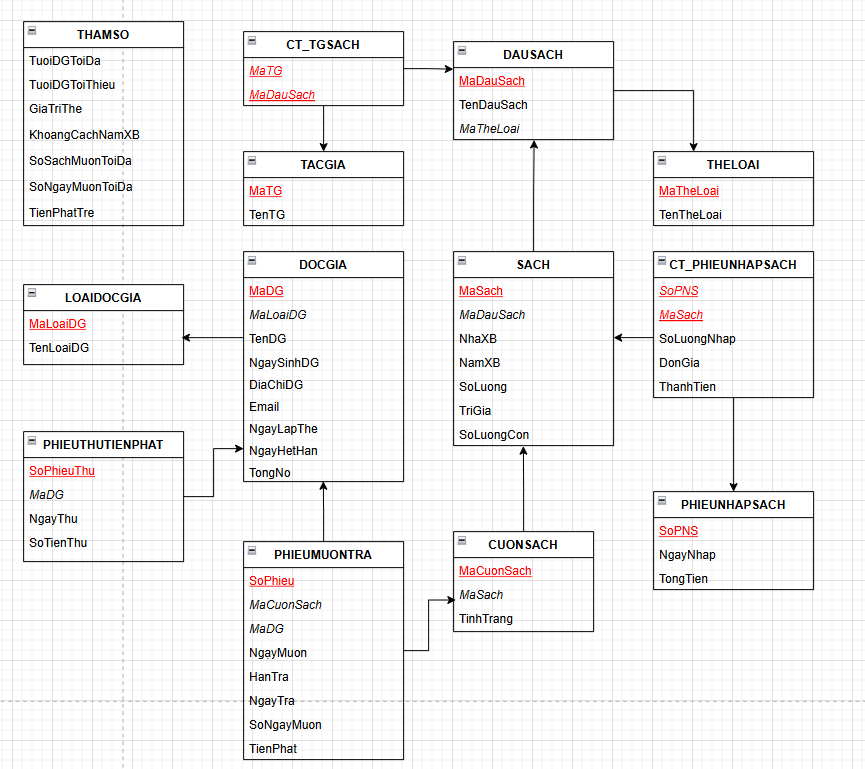 THAMSO
TuoiDGToiDa
TuoiDGToiThieu
GiaTriThe
KhoangCachNamXB
SoSachMuonToiDa
SoNgayMuonToiDa
TienPhatTre
CT_TGSACH
MaTG
MaDauSach
DAUSACH
MaDauSach
TenDauSach
MaTheLoai
TACGIA
MaTG
TenTG
THELOAI
MaTheLoai
TenTheLoai
LOAIDOCGIA
MaLoaiDG
TenLoaiDG
DOCGIA
MaDG
MaLoaiDG
TenDG
NgaySinhDG
DiaChiDG
Email
NgayLapThe
NgayHetHan
TongNo
SACH
MaSach
MaDauSach
NhaXB
NamXB
SoLuong
TriGia
SoLuongCon
CT_PHIEUNHAPSACH
SoPNS
MaSach
SoLuongNhap
DonGia
ThanhTien
PHIEUTHUTIENPHAT
SoPhieuThu
MaDG
NgayThu
SoTienThu
PHIEUMUONTRA
SoPhieu
MaCuonSach
MaDG
NgayMuon
HanTra
NgayTra
SoNgayMuon
TienPhat
CUONSACH
MaCuonSach
MaSach
TinhTrang
PHIEUNHAPSACH
SoPNS
NgayNhap
TongTien